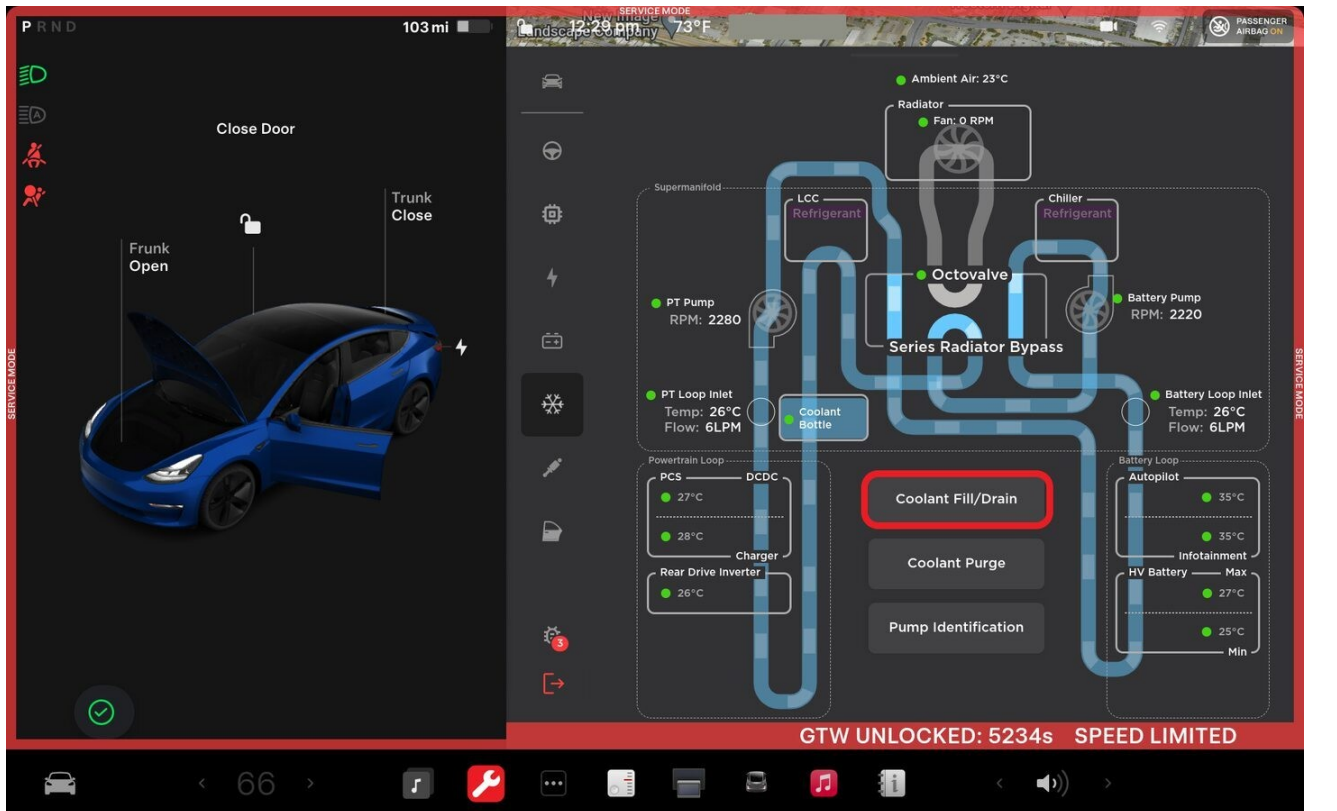 SERVICE MODE
P R N D
103 mi
12:29 pm
73°F
New Image
Landscape Company
PASSENGER
AIRBAG ON
Close Door
Trunk
Close
Frunk
Open
SERVICE MODE
SERVICE MODE
Ambient Air: 23°C
Radiator
Fan: 0 RPM
Supermanifold
LCC
Refrigerant
Chiller
Refrigerant
Octovalve
PT Pump
RPM: 2280
Battery Pump
RPM: 2220
Series Radiator Bypass
PT Loop Inlet
Temp: 26°C
Flow: 6LPM
Coolant
Bottle
Battery Loop Inlet
Temp: 26°C
Flow: 6LPM
Powertrain Loop
PCS
DCDC
27°C
28°C
Charger
Rear Drive Inverter
26°C
Coolant Fill/Drain
Coolant Purge
Pump Identification
Battery Loop
Autopilot
35°C
35°C
Infotainment
HV Battery
Max
27°C
25°C
Min
3
GTW UNLOCKED: 5234s SPEED LIMITED
66